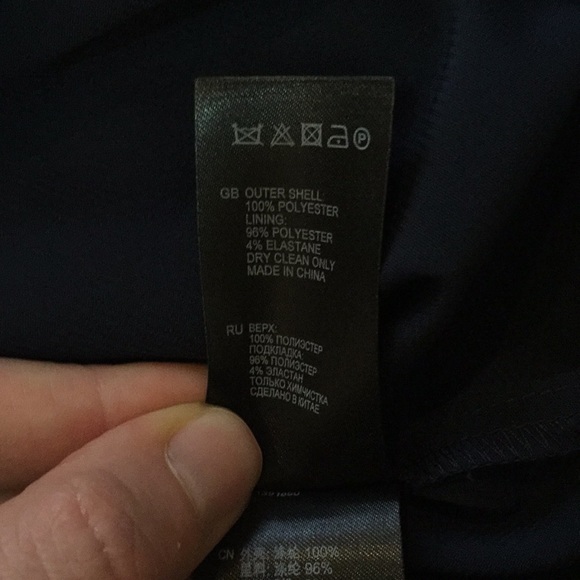 P
GB OUTER SHELL:
100% POLYESTER
LINING:
96% POLYESTER
4% ELASTANE
DRY CLEAN ONLY
MADE IN CHINA
RU ВЕРХ:
100% ПОЛИЭСТЕР
ПОДКЛАДКА:
96% ПОЛИЭСТЕР
4% ЭЛАСТАН
ТОЛЬКО ХИМЧИСТКА
СДЕЛАНО В КИТАЕ
CN 外壳: 涤纶 100%
里料: 涤纶 96%